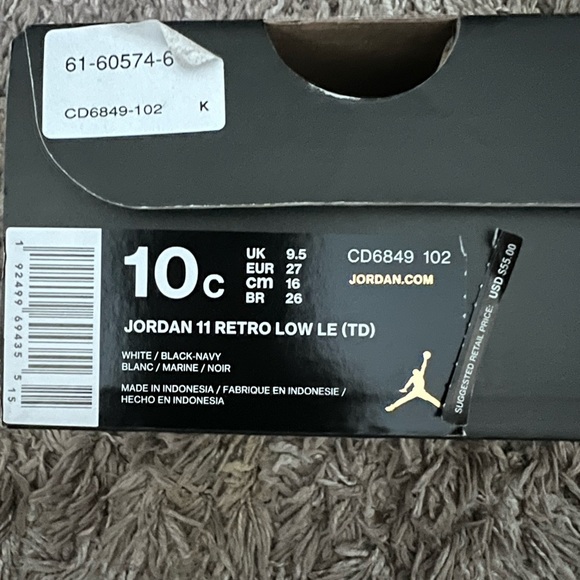 61-60574-6
CD6849-102 K
10C
UK 9.5
EUR 27
cm 16
BR 26
CD6849 102
JORDAN.COM
JORDAN 11 RETRO LOW LE (TD)
WHITE / BLACK-NAVY
BLANC / MARINE / NOIR
MADE IN INDONESIA / FABRIQUE EN INDONESIE /
HECHO EN INDONESIA
SUGGESTED RETAIL PRICE: USD $55.00
1 92499 69435 5 15